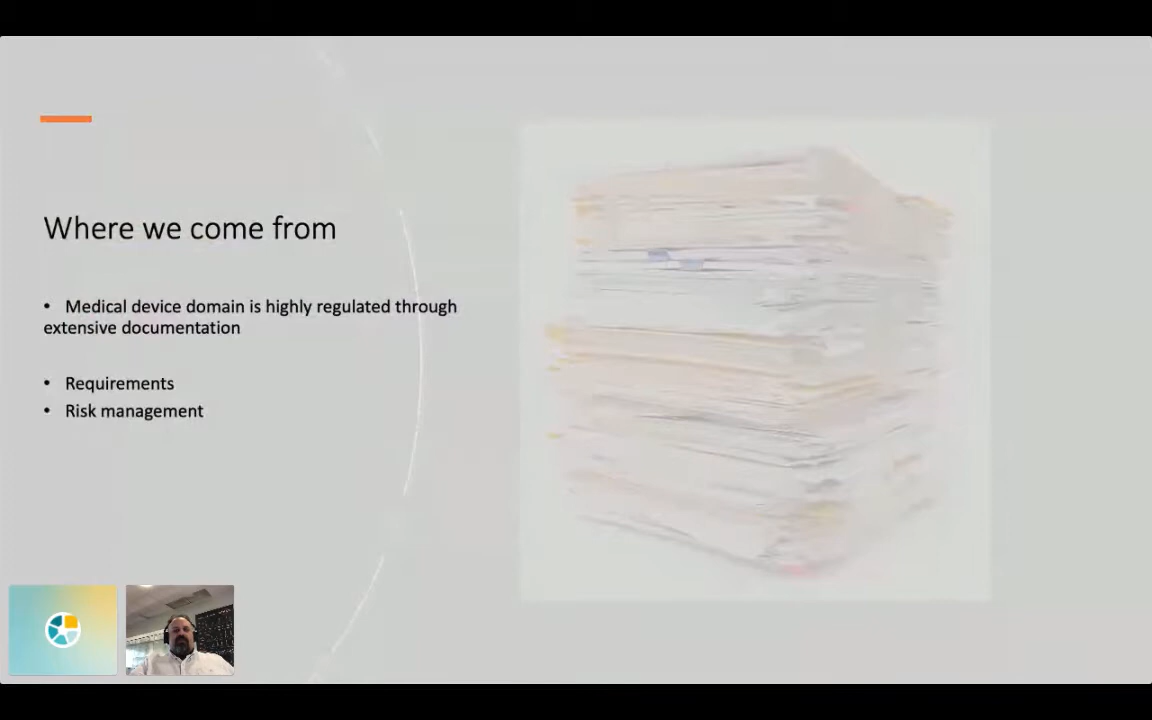 Where we come from
• Medical device domain is highly regulated through
extensive documentation
• Requirements
• Risk management